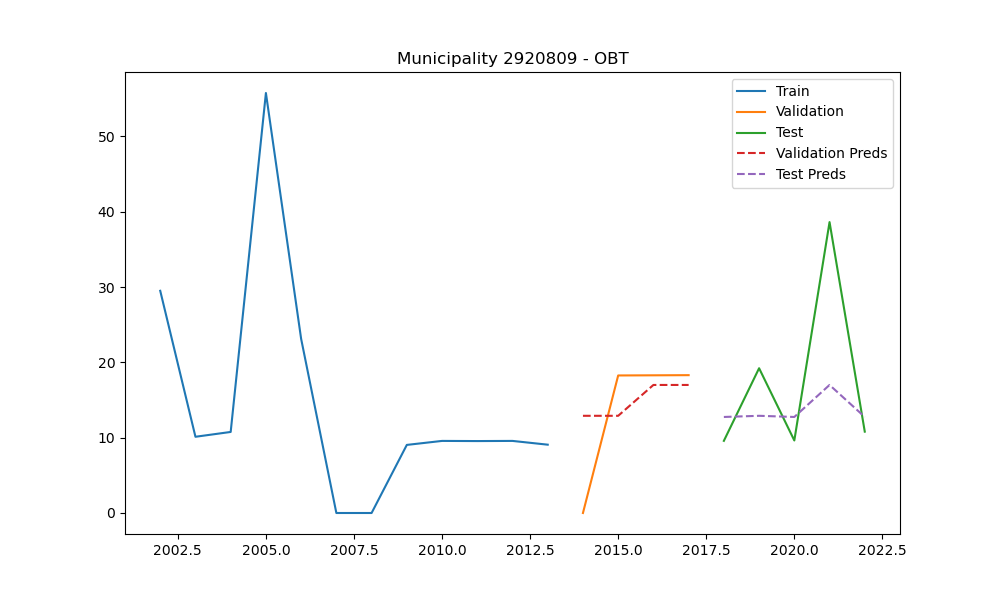 Municipality 2920809 - OBT
Train
Validation
Test
Validation Preds
Test Preds
50
40
30
20
10
0
2002.5 2005.0 2007.5 2010.0 2012.5 2015.0 2017.5 2020.0 2022.5